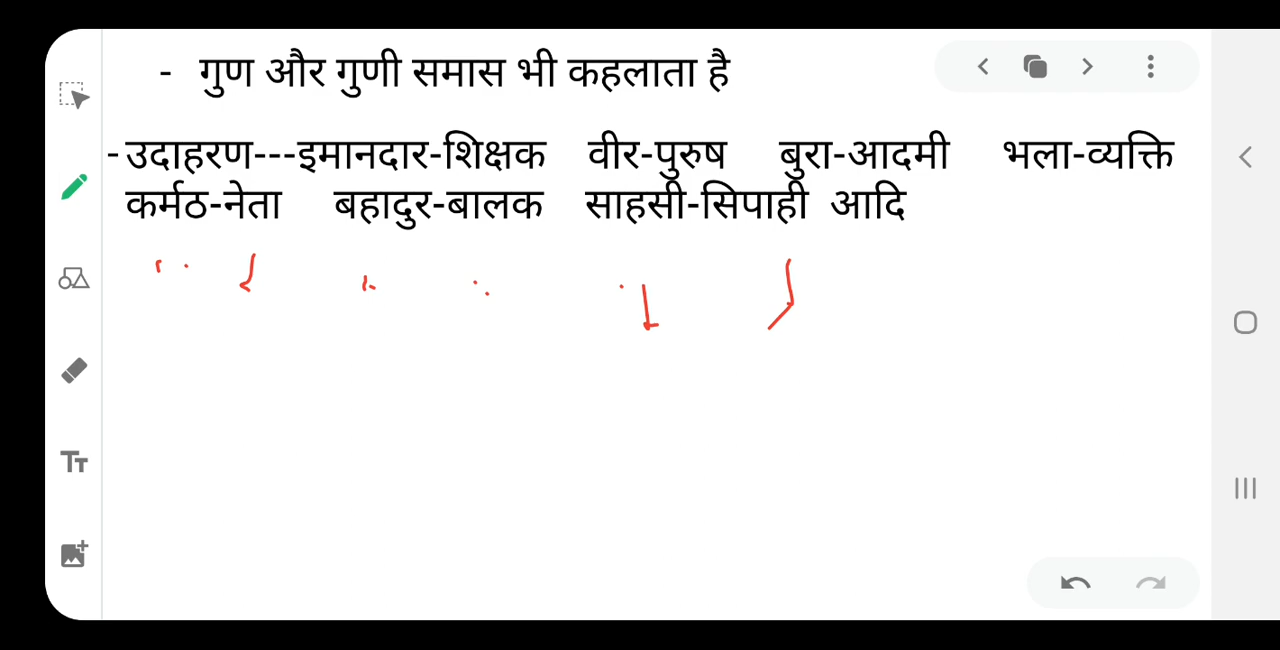 - गुण और गुणी समास भी कहलाता है
-उदाहरण---इमानदार-शिक्षक वीर-पुरुष बुरा-आदमी भला-व्यक्ति
कर्मठ-नेता बहादुर-बालक साहसी-सिपाही आदि